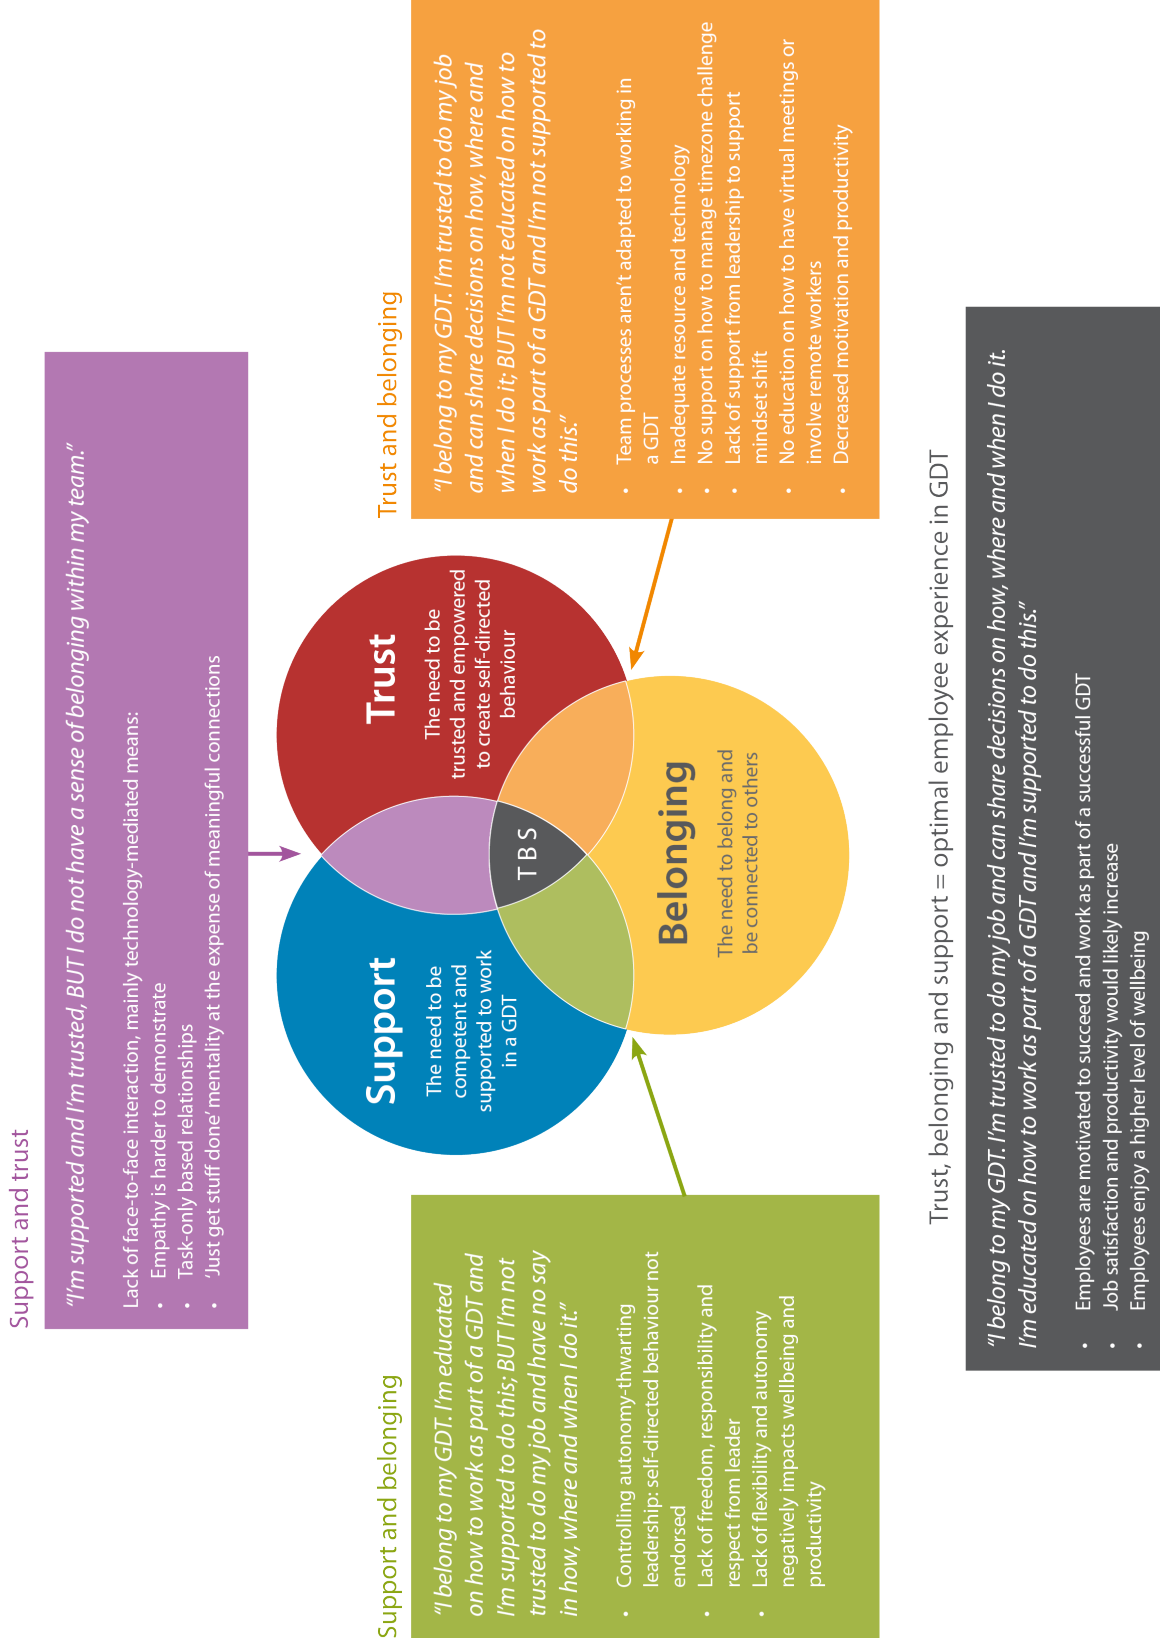 Support and trust
“I’m supported and I’m trusted, BUT I do not have a sense of belonging within my team.”
Lack of face-to-face interaction, mainly technology-mediated means:
• Empathy is harder to demonstrate
• Task-only based relationships
• ‘Just get stuff done’ mentality at the expense of meaningful connections
Support and belonging
“I belong to my GDT. I’m educated
on how to work as part of a GDT and
I’m supported to do this; BUT I’m not
trusted to do my job and have no say
in how, where and when I do it.”
• Controlling autonomy-thwarting
leadership: self-directed behaviour not
endorsed
• Lack of freedom, responsibility and
respect from leader
• Lack of flexibility and autonomy
negatively impacts wellbeing and
productivity
Support
The need to be
competent and
supported to work
in a GDT
Trust
The need to be
trusted and empowered
to create self-directed
behaviour
T B S
Belonging
The need to belong and
be connected to others
Trust and belonging
“I belong to my GDT. I’m trusted to do my job
and can share decisions on how, where and
when I do it; BUT I’m not educated on how to
work as part of a GDT and I’m not supported to
do this.”
• Team processes aren’t adapted to working in
a GDT
• Inadequate resource and technology
• No support on how to manage timezone challenge
• Lack of support from leadership to support
mindset shift
• No education on how to have virtual meetings or
involve remote workers
• Decreased motivation and productivity
Trust, belonging and support = optimal employee experience in GDT
“I belong to my GDT. I’m trusted to do my job and can share decisions on how, where and when I do it.
I’m educated on how to work as part of a GDT and I’m supported to do this.”
• Employees are motivated to succeed and work as part of a successful GDT
• Job satisfaction and productivity would likely increase
• Employees enjoy a higher level of wellbeing